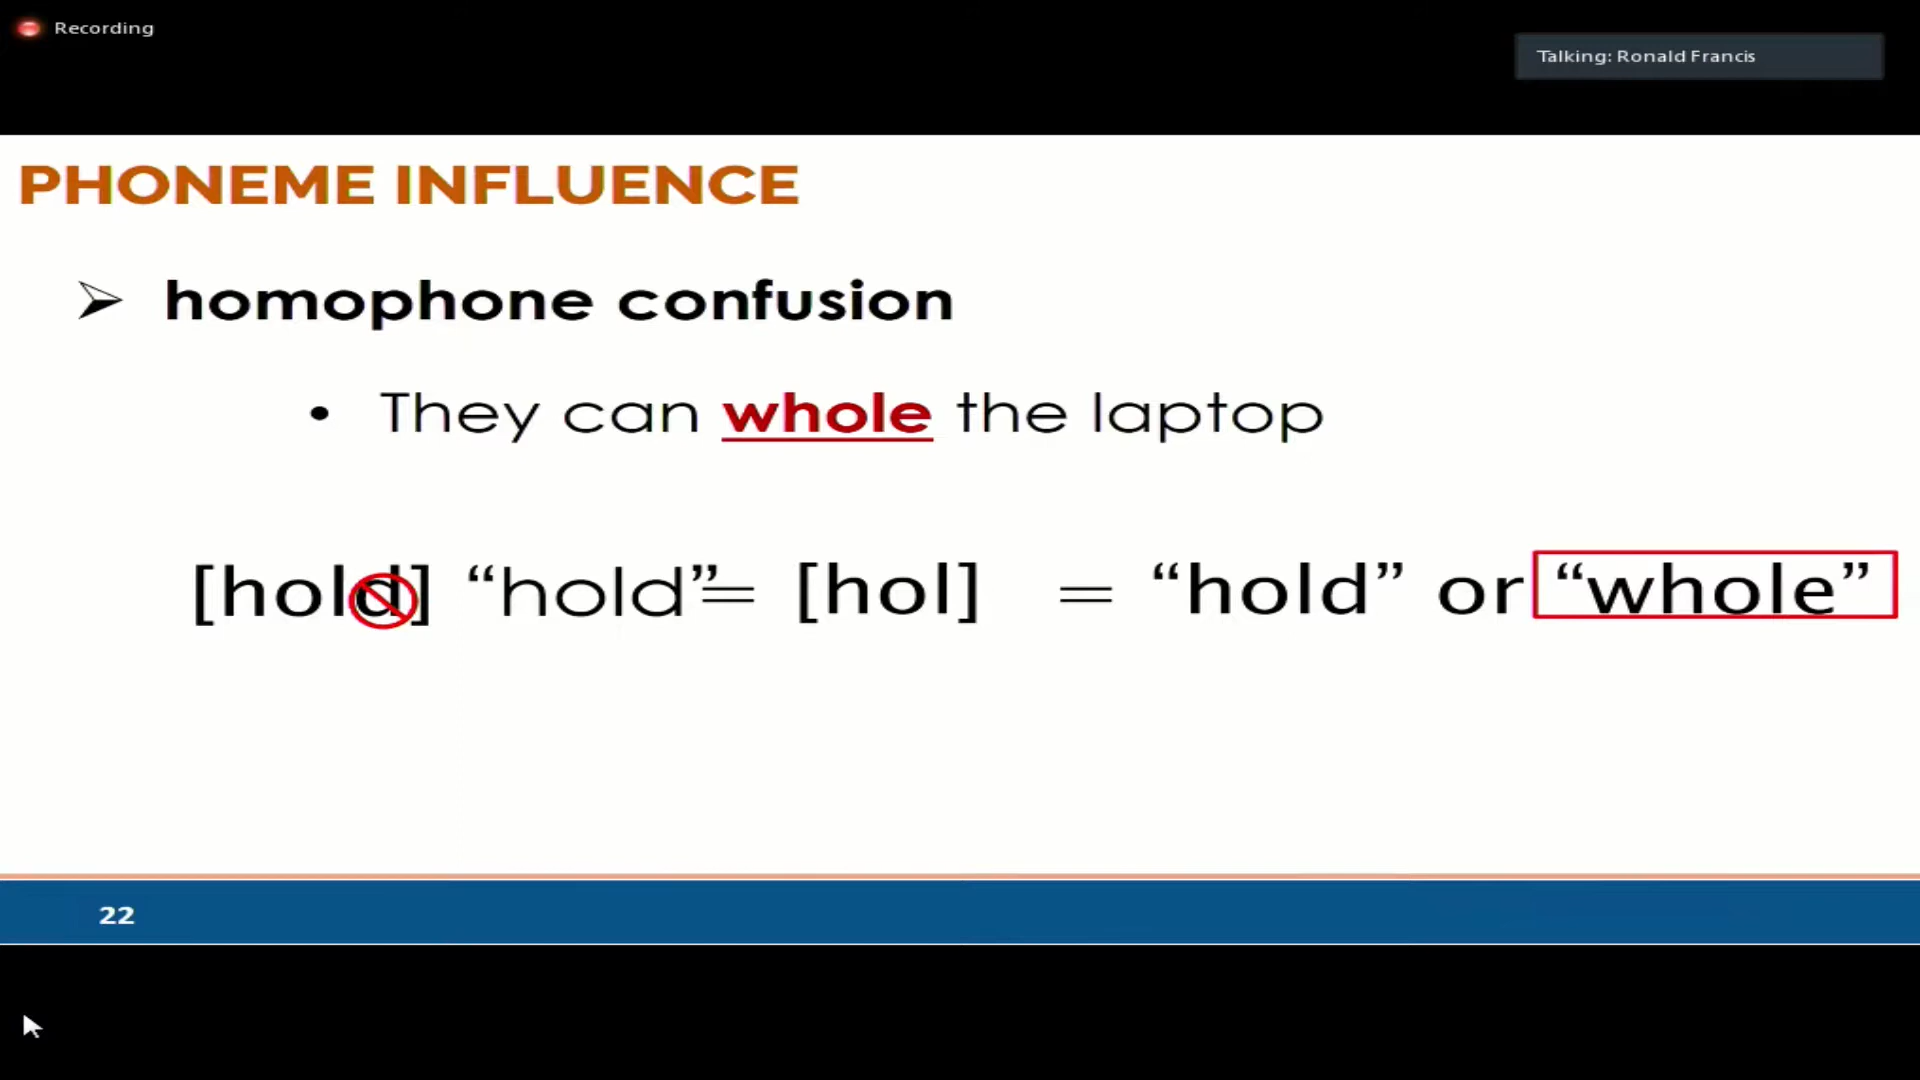 Recording
Talking: Ronald Francis
PHONEME INFLUENCE
➢ homophone confusion
• They can whole the laptop
[hold] “hold”= [hol] = “hold” or “whole”
22